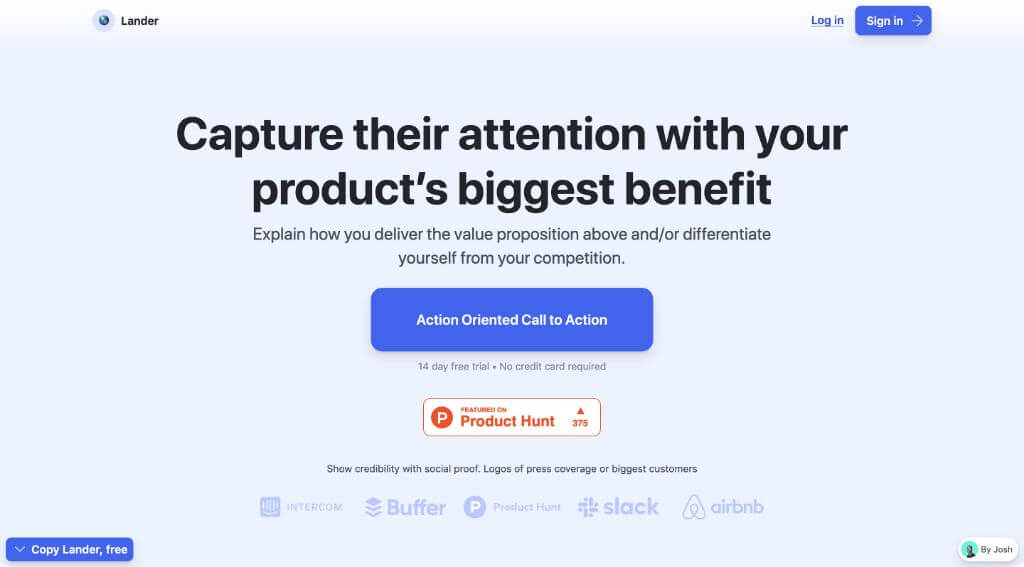 Lander
Log in
Sign in
Capture their attention with your
product’s biggest benefit
Explain how you deliver the value proposition above and/or differentiate
yourself from your competition.
Action Oriented Call to Action
14 day free trial • No credit card required
P
FEATURED ON
Product Hunt
375
Show credibility with social proof. Logos of press coverage or biggest customers
INTERCOM
Buffer
P
Product Hunt
slack
airbnb
Copy Lander, free
By Josh